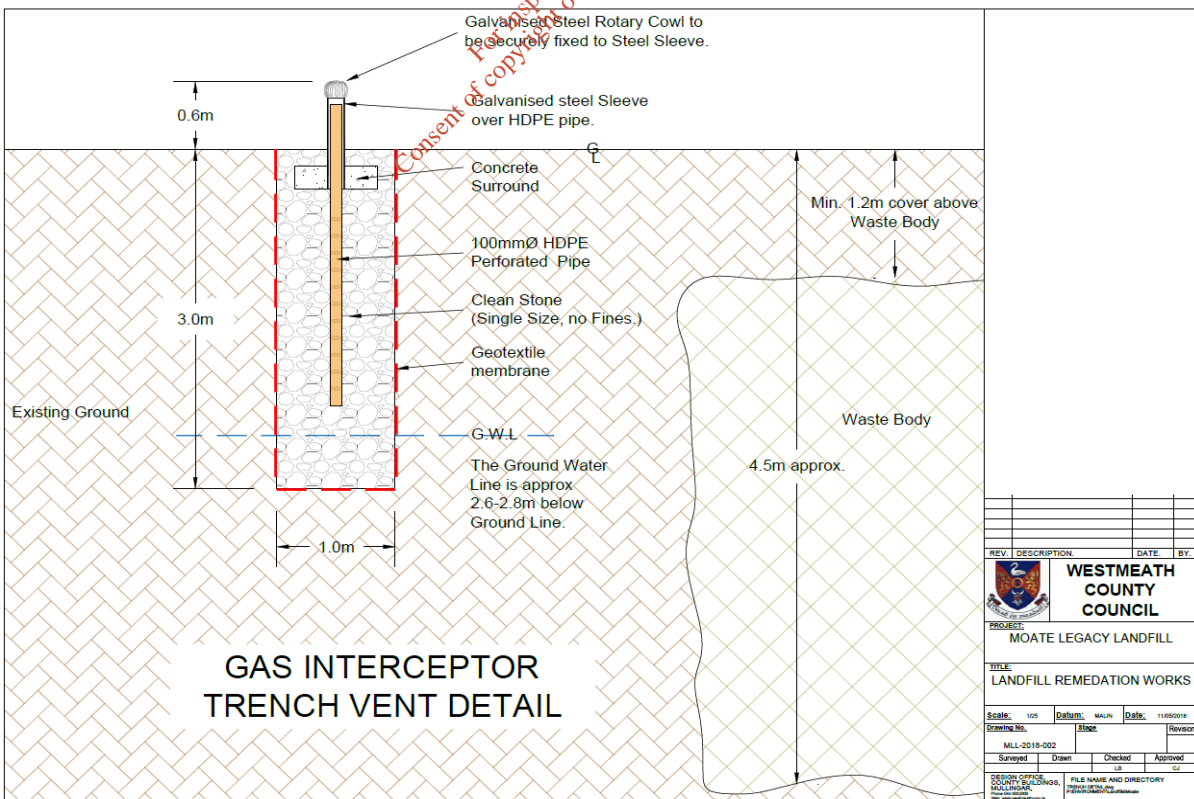 Galvanised Steel Rotary Cowl to
be securely fixed to Steel Sleeve.
For insp
Consent of copyright o
0.6m
Galvanised steel Sleeve
over HDPE pipe.
G
L
Concrete
Surround
Min. 1.2m cover above
Waste Body
100mmØ HDPE
Perforated Pipe
Clean Stone
(Single Size, no Fines.)
3.0m
Geotextile
membrane
Existing Ground
Waste Body
G.W.L
4.5m approx.
The Ground Water
Line is approx
2.6-2.8m below
Ground Line.
1.0m
GAS INTERCEPTOR
TRENCH VENT DETAIL
REV. DESCRIPTION. DATE. BY.
WESTMEATH
COUNTY
COUNCIL
PROJECT:
MOATE LEGACY LANDFILL
TITLE:
LANDFILL REMEDATION WORKS
Scale: 1/25 Datum: MALIN Date: 11/05/2018
Drawing No. Stage Revision
MLL-2018-002
Surveyed Drawn Checked Approved
LB CJ
DESIGN OFFICE,
COUNTY BUILDINGS,
MULLINGAR,
FILE NAME AND DIRECTORY
TRENCH DETAIL.dwg